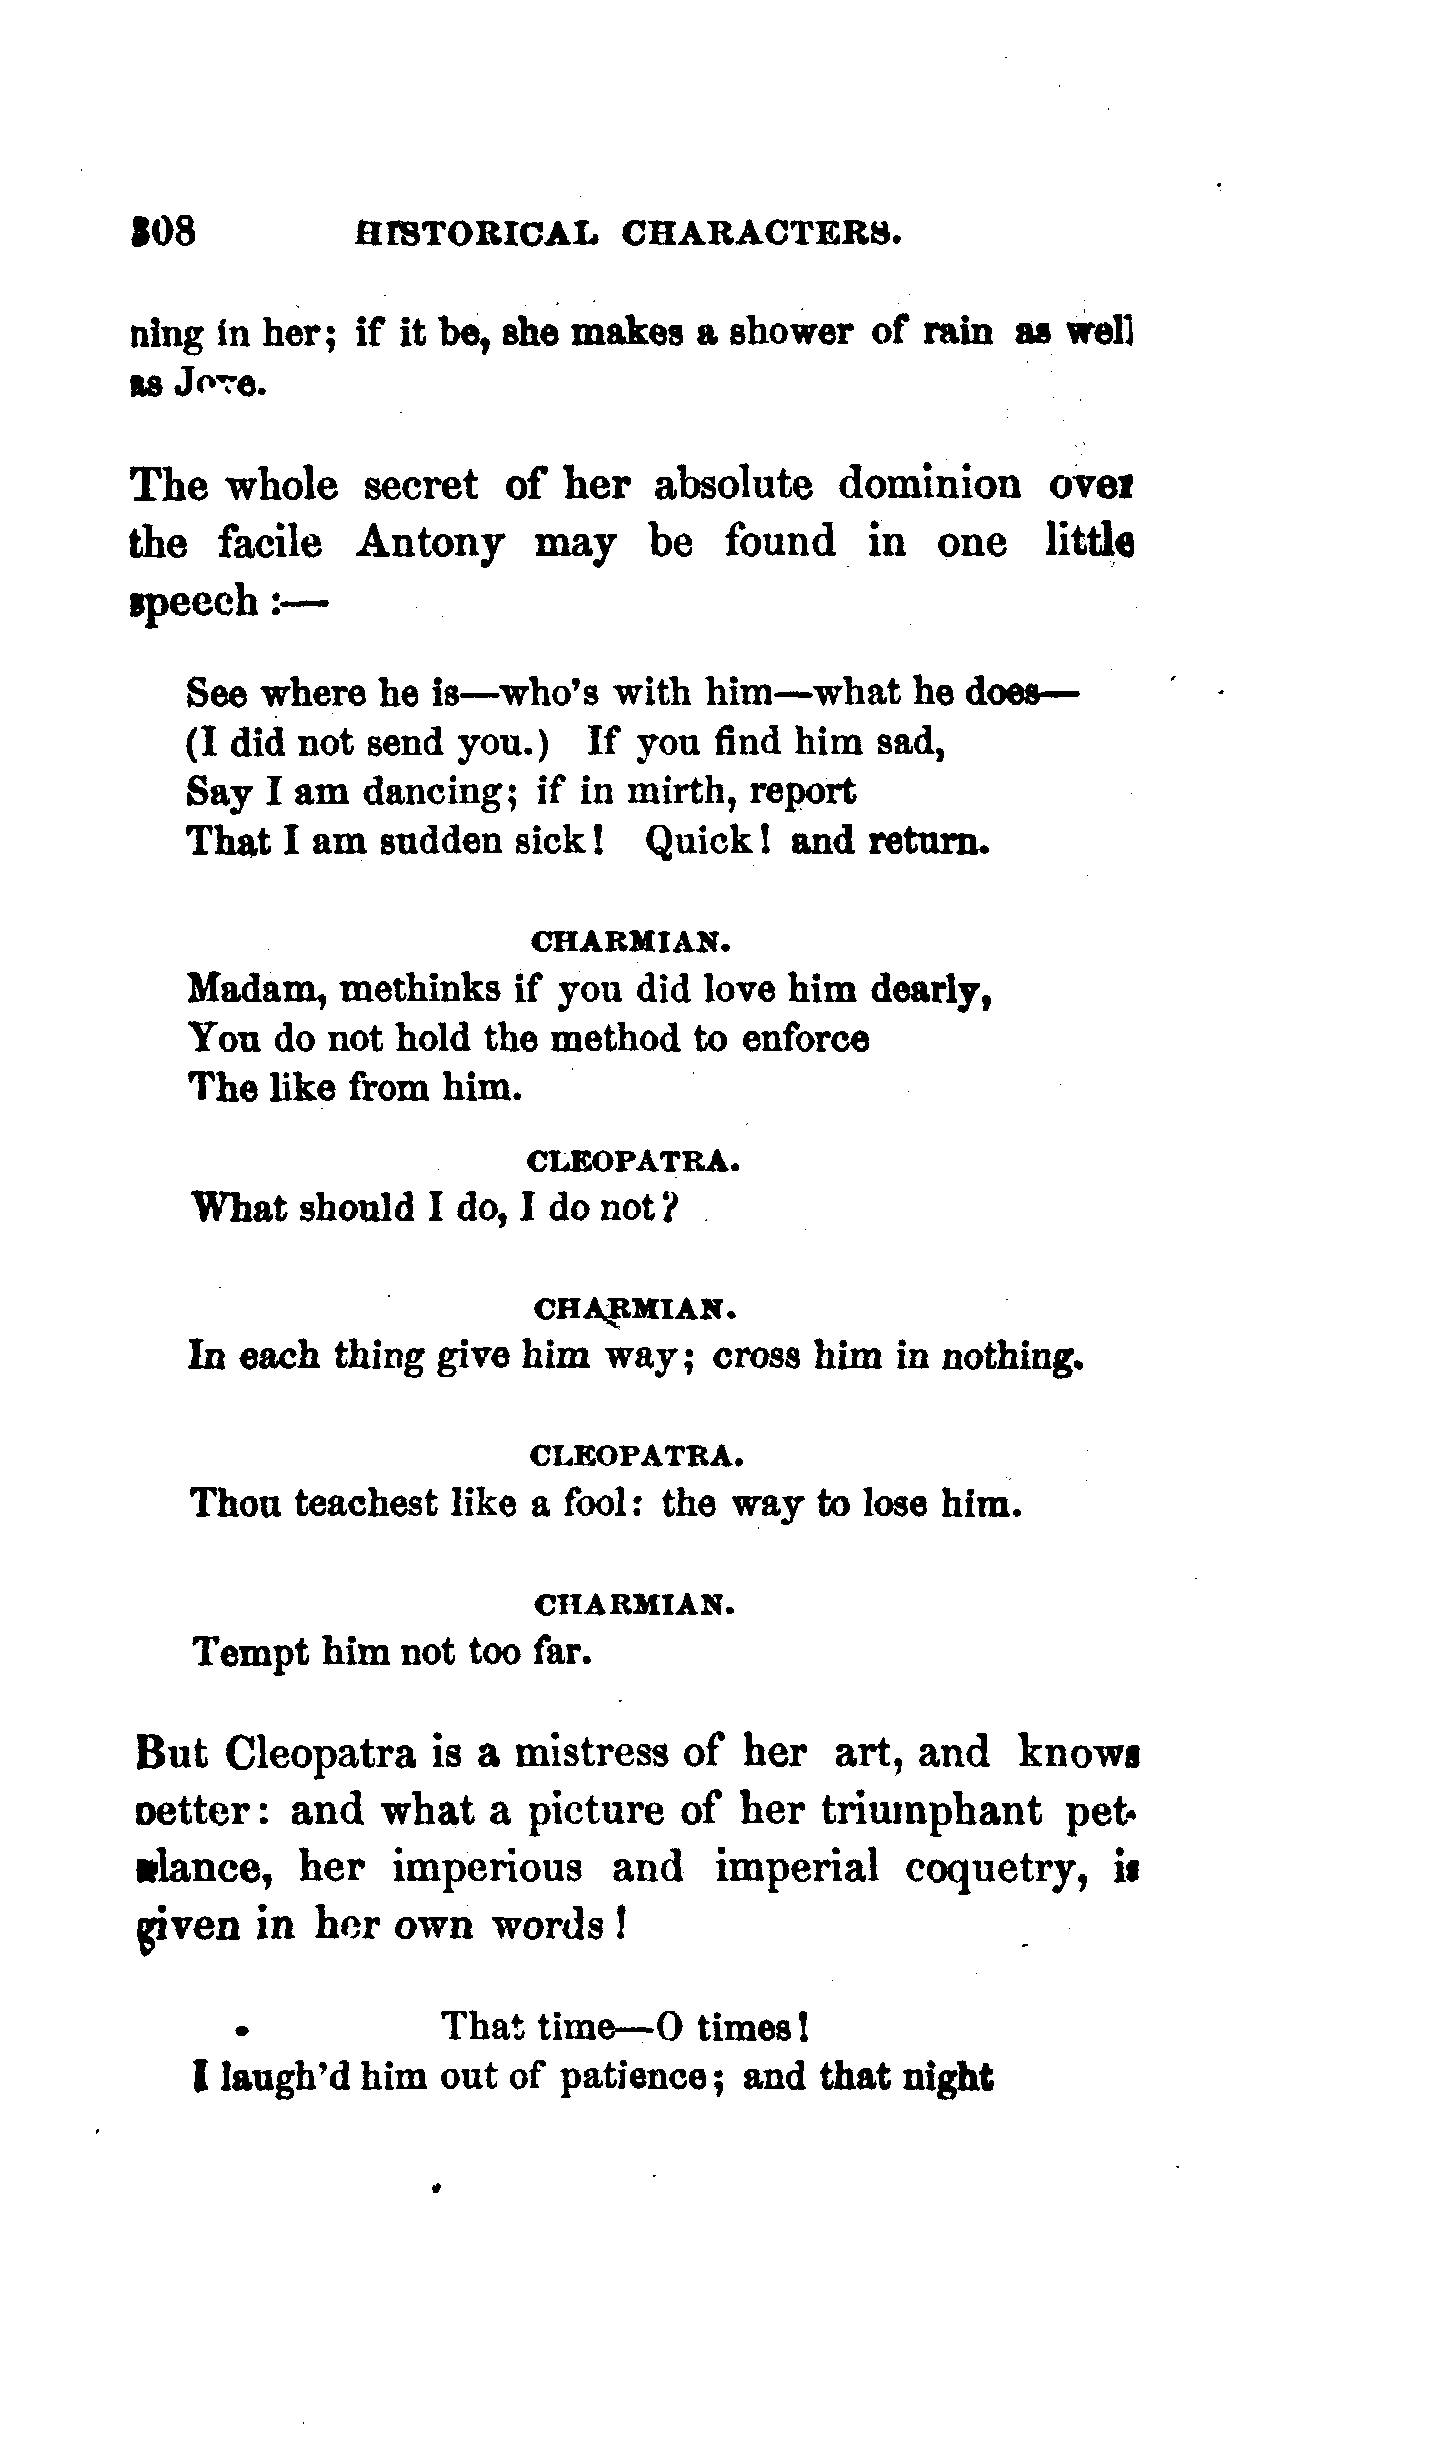 308 HISTORICAL CHARACTERS.
ning in her; if it be, she makes a shower of rain as well
as Jove.
The whole secret of her absolute dominion over
the facile Antony may be found in one little
speech :—
See where he is—who's with him—what he does—
(I did not send you.) If you find him sad,
Say I am dancing; if in mirth, report
That I am sudden sick! Quick! and return.
CHARMIAN.
Madam, methinks if you did love him dearly,
You do not hold the method to enforce
The like from him.
CLEOPATRA.
What should I do, I do not?
CHARMIAN.
In each thing give him way; cross him in nothing.
CLEOPATRA.
Thou teachest like a fool: the way to lose him.
CHARMIAN.
Tempt him not too far.
But Cleopatra is a mistress of her art, and knows
better: and what a picture of her triumphant pet-
ulance, her imperious and imperial coquetry, is
given in her own words!
That time—O times!
I laugh'd him out of patience; and that night